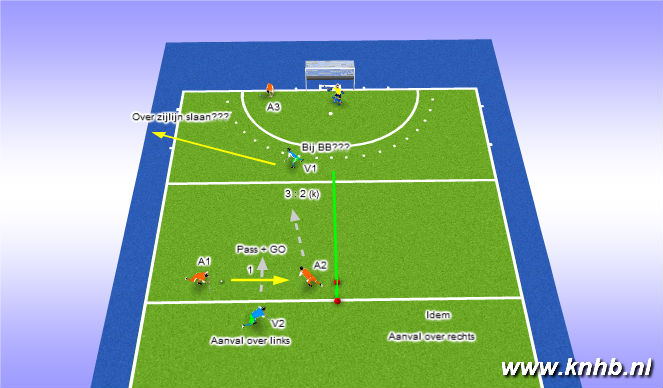 A3
Over zijlijn slaan???
Bij BB???
V1
3 : 2 (k)
Pass + GO
A1
1
A2
V2
Aanval over links
Idem
Aanval over rechts
www.knhb.nl